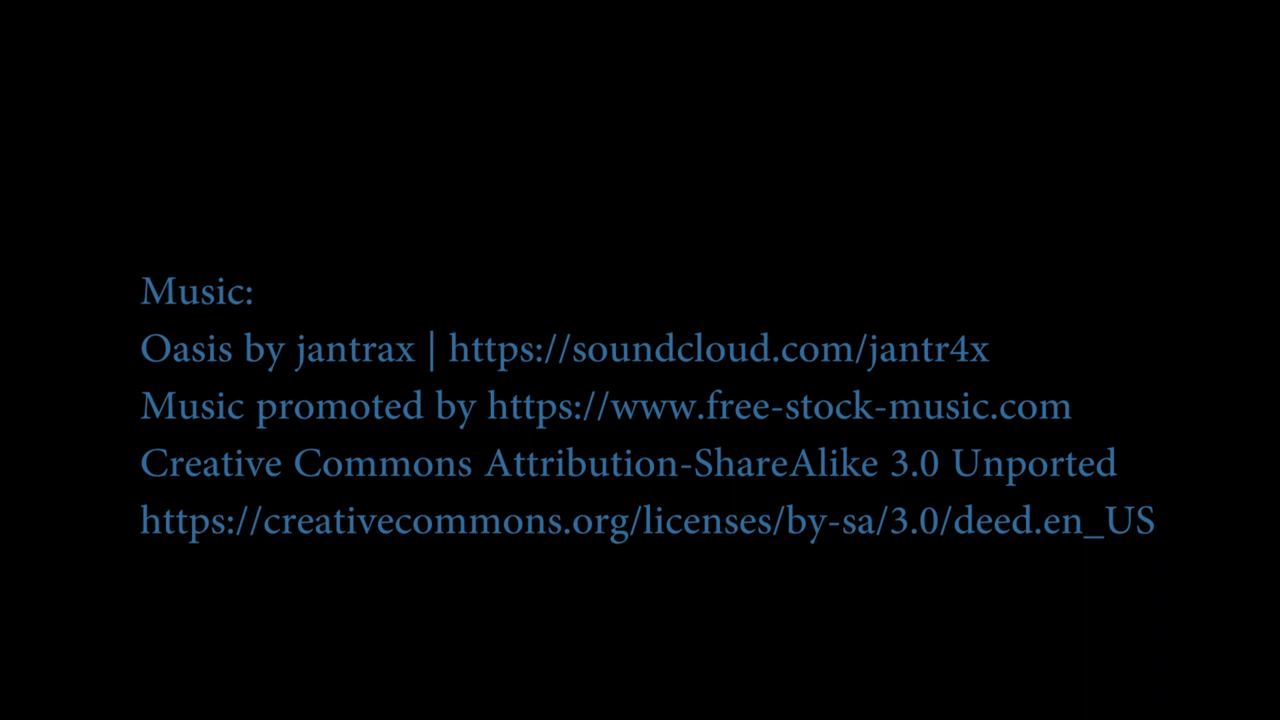 Music:
Oasis by jantrax | https://soundcloud.com/jantr4x
Music promoted by https://www.free-stock-music.com
Creative Commons Attribution-ShareAlike 3.0 Unported
https://creativecommons.org/licenses/by-sa/3.0/deed.en_US